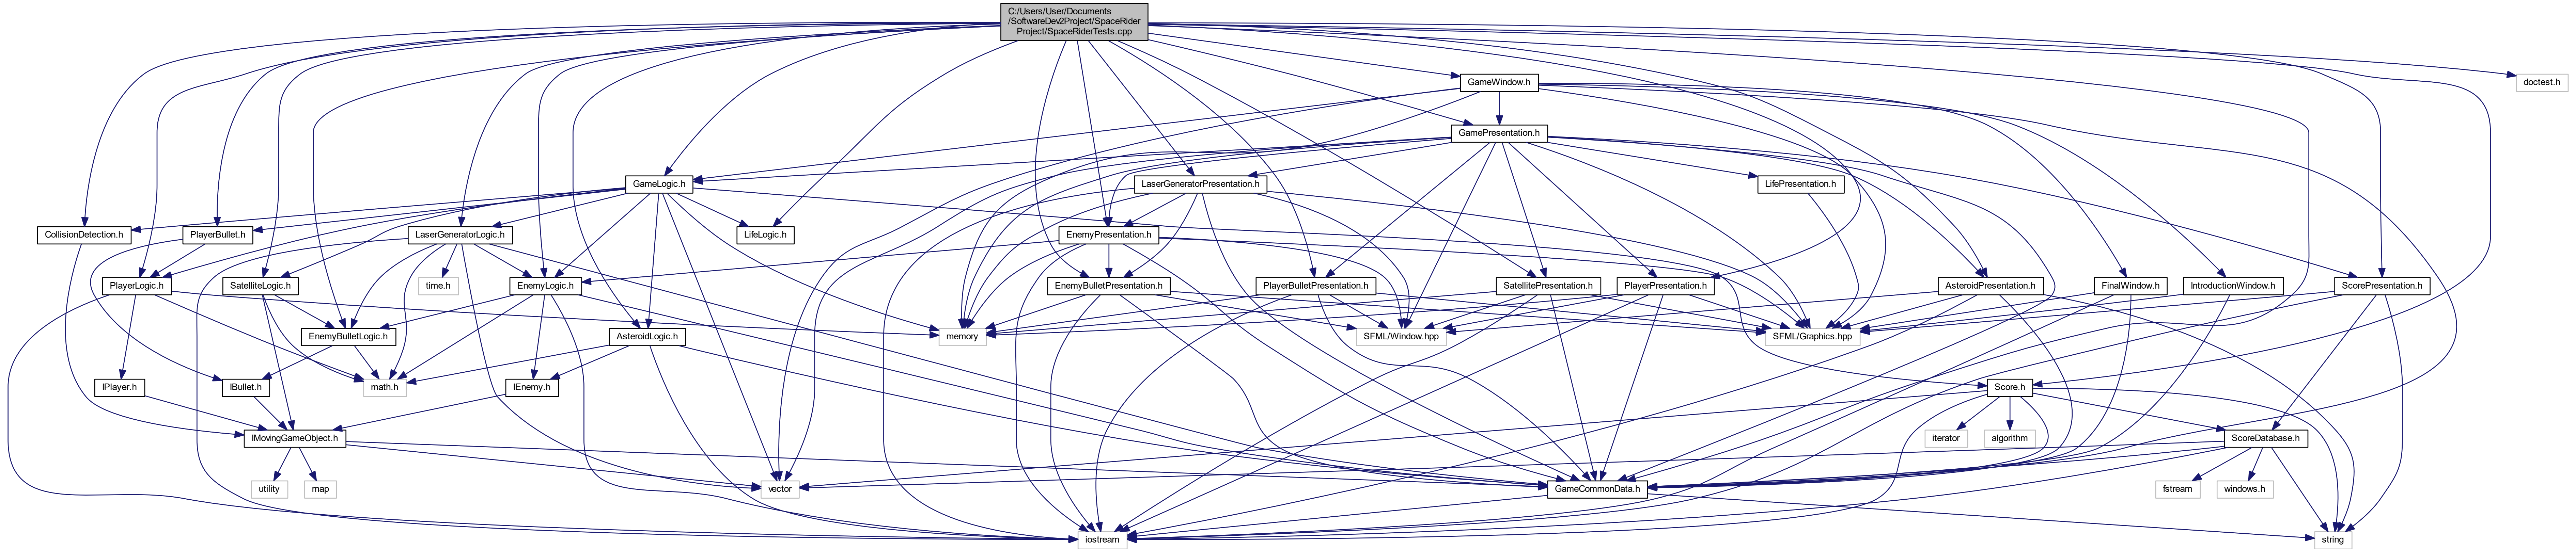 C:/Users/User/Documents
/SoftwareDev2Project/SpaceRider
Project/SpaceRiderTests.cpp
GameWindow.h
doctest.h
GamePresentation.h
GameLogic.h
LaserGeneratorPresentation.h
LifePresentation.h
CollisionDetection.h
PlayerBullet.h
LaserGeneratorLogic.h
LifeLogic.h
EnemyPresentation.h
PlayerLogic.h
SatelliteLogic.h
time.h
EnemyLogic.h
EnemyBulletPresentation.h
PlayerBulletPresentation.h
SatellitePresentation.h
PlayerPresentation.h
AsteroidPresentation.h
FinalWindow.h
IntroductionWindow.h
ScorePresentation.h
EnemyBulletLogic.h
AsteroidLogic.h
memory
SFML/Window.hpp
SFML/Graphics.hpp
IPlayer.h
IBullet.h
math.h
IEnemy.h
Score.h
IMovingGameObject.h
iterator
algorithm
ScoreDatabase.h
utility
map
vector
GameCommonData.h
fstream
windows.h
iostream
string